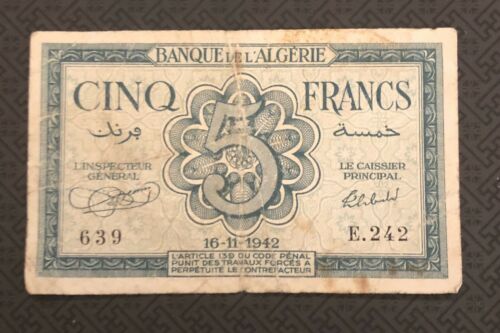 BANQUE DE L'ALGÉRIE
CINQ FRANCS
5
خمسة فرنك
L'INSPECTEUR GÉNÉRAL
LE CAISSIER PRINCIPAL
639
16-11-1942
E.242
L'ARTICLE 139 DU CODE PÉNAL
PUNIT DES TRAVAUX FORCÉS A
PERPÉTUITÉ LE CONTREFACTEUR